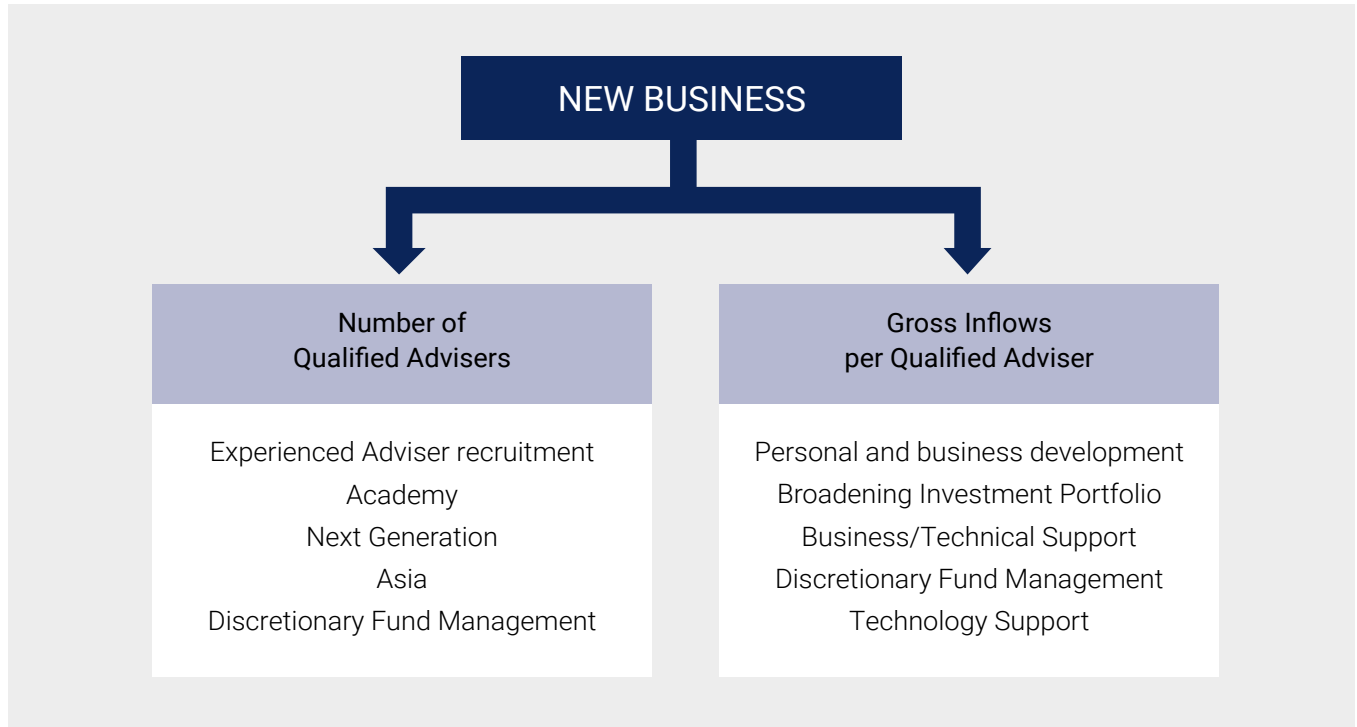 NEW BUSINESS
Number of
Qualified Advisers
Experienced Adviser recruitment
Academy
Next Generation
Asia
Discretionary Fund Management
Gross Inflows
per Qualified Adviser
Personal and business development
Broadening Investment Portfolio
Business/Technical Support
Discretionary Fund Management
Technology Support